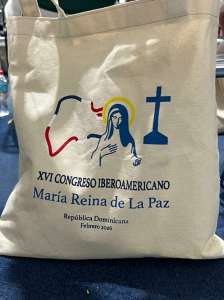 XVI CONGRESO IBEROAMERICANO
María Reina de La Paz
República Dominicana
Febrero 2026